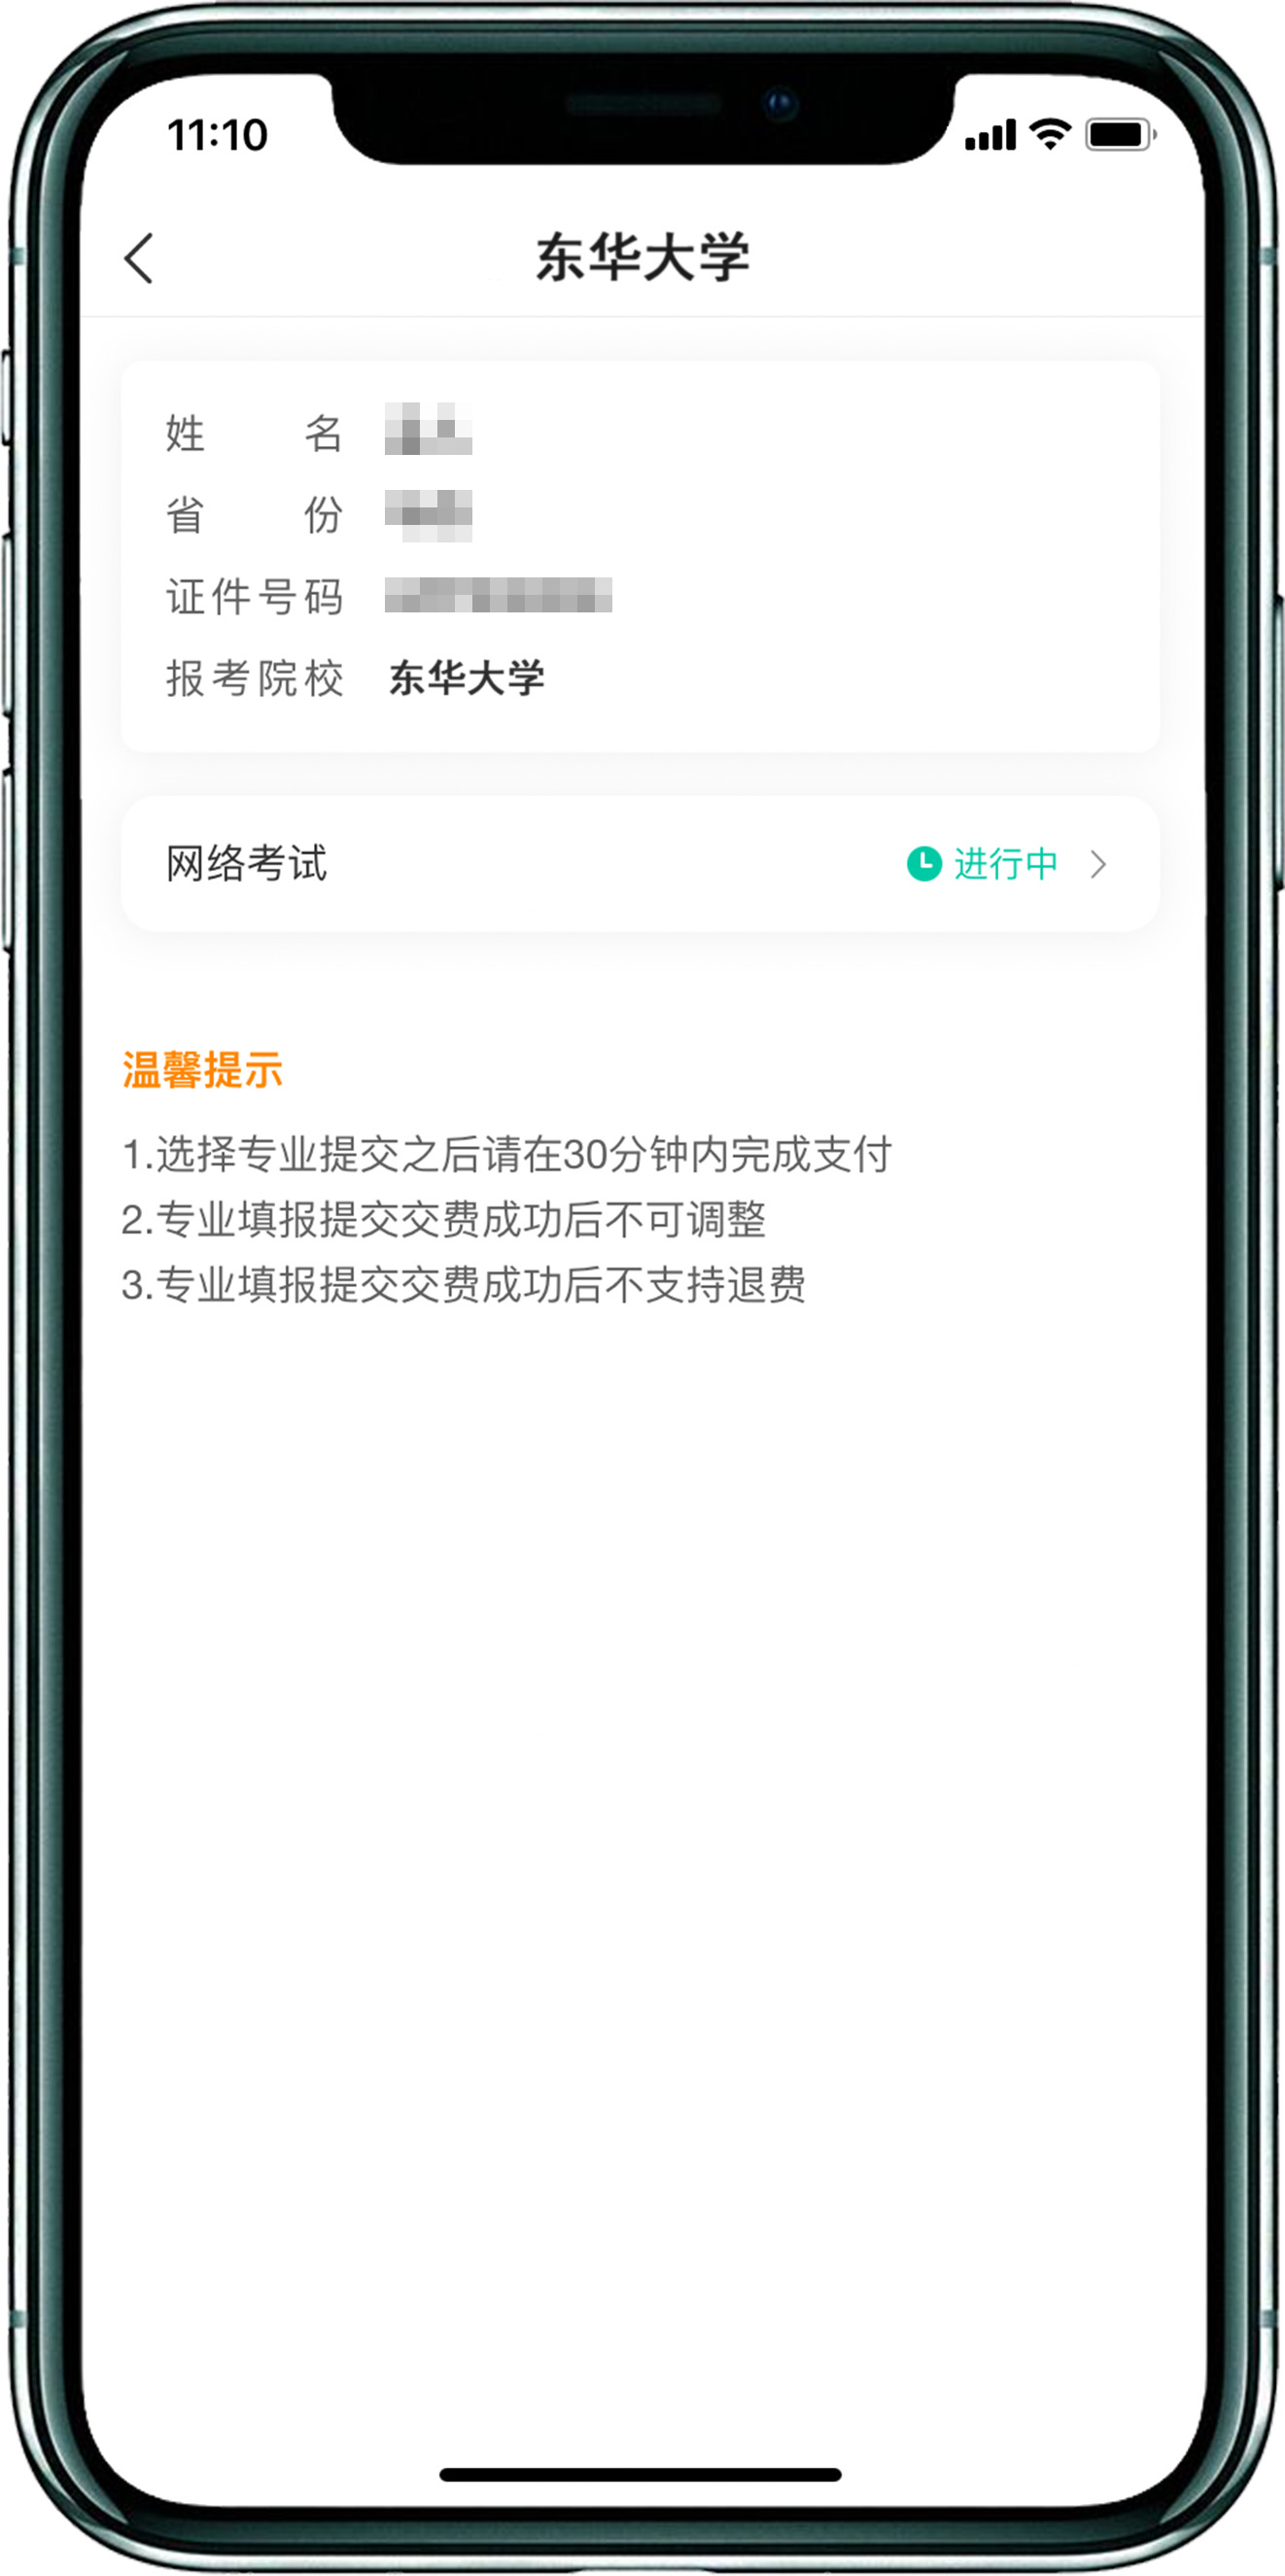 11:10
东华大学
姓名
省份
证件号码
报考院校 东华大学
网络考试 进行中
温馨提示
1.选择专业提交之后请在30分钟内完成支付
2.专业填报提交交费成功后不可调整
3.专业填报提交交费成功后不支持退费